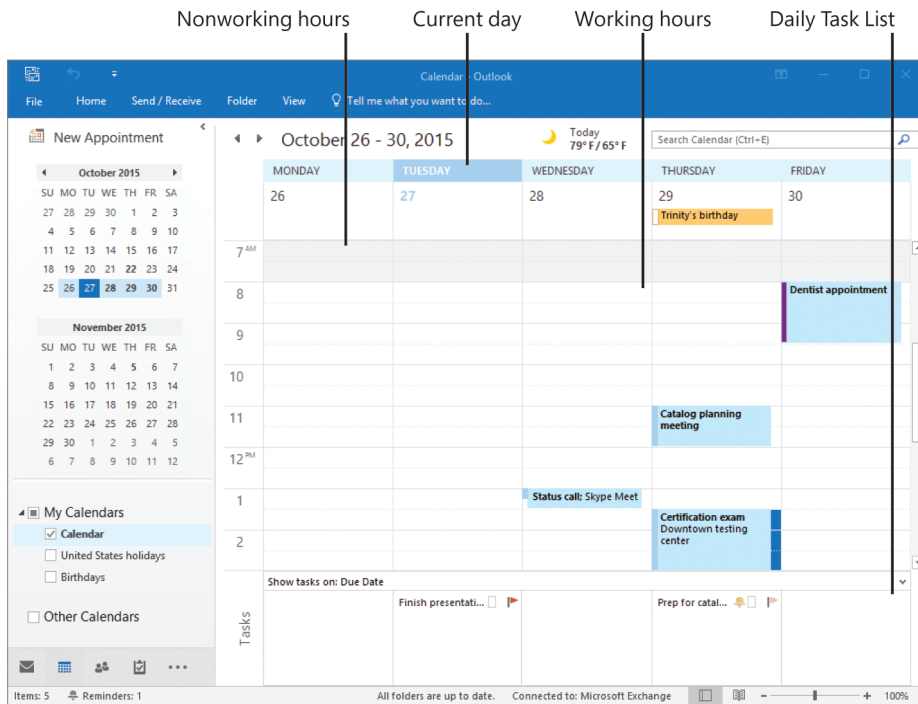 Nonworking hours Current day Working hours Daily Task List
Calendar - Outlook
File Home Send / Receive Folder View Tell me what you want to do...
New Appointment
October 2015
SU MO TU WE TH FR SA
27 28 29 30 1 2 3
4 5 6 7 8 9 10
11 12 13 14 15 16 17
18 19 20 21 22 23 24
25 26 27 28 29 30 31
November 2015
SU MO TU WE TH FR SA
1 2 3 4 5 6 7
8 9 10 11 12 13 14
15 16 17 18 19 20 21
22 23 24 25 26 27 28
29 30 1 2 3 4 5
6 7 8 9 10 11 12
My Calendars
Calendar
United States holidays
Birthdays
Other Calendars
October 26 - 30, 2015
Today
79° F / 65° F
Search Calendar (Ctrl+E)
MONDAY TUESDAY WEDNESDAY THURSDAY FRIDAY
26 27 28 29 30
Trinity's birthday
7 AM
8
Dentist appointment
9
10
11
Catalog planning
meeting
12 PM
1
Status call; Skype Meet
Certification exam
Downtown testing
center
2
Show tasks on: Due Date
Tasks
Finish presentati...
Prep for catal...
Items: 5 Reminders: 1 All folders are up to date. Connected to: Microsoft Exchange 100%